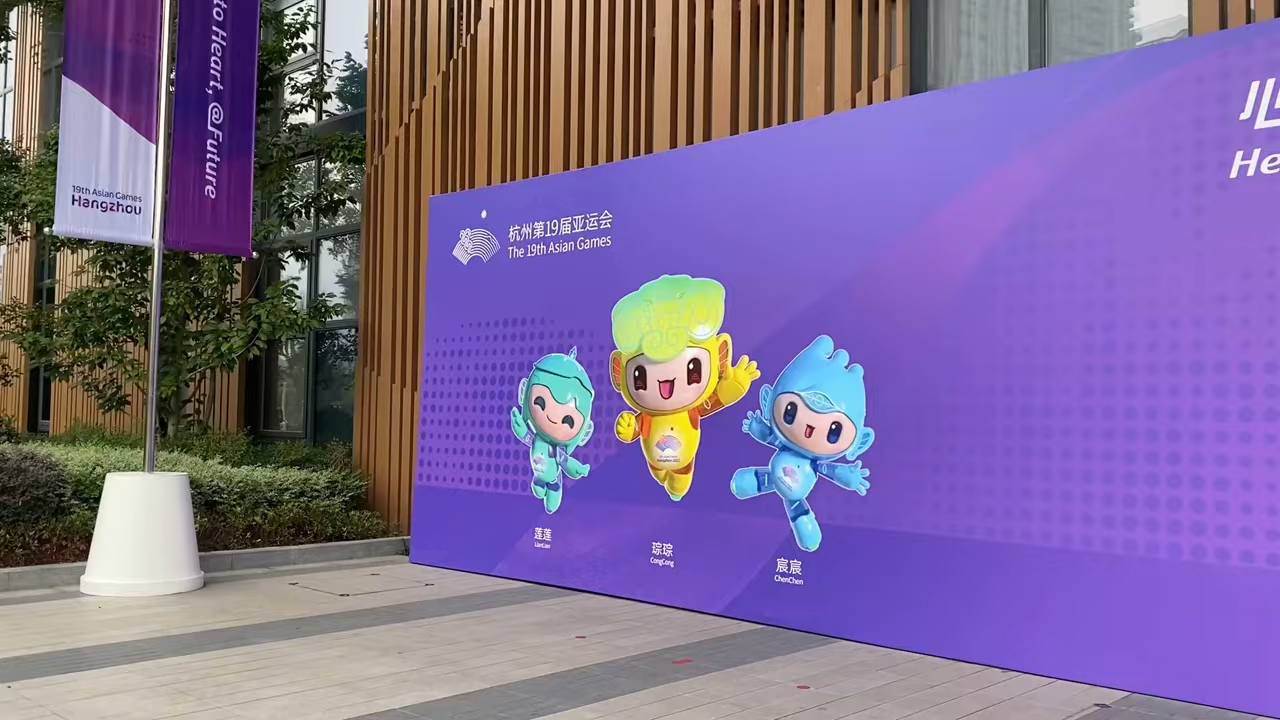 to Heart, @Future
19th Asian Games
Hangzhou
杭州第19届亚运会
The 19th Asian Games
莲莲
LianLian
琮琮
CongCong
宸宸
ChenChen
He